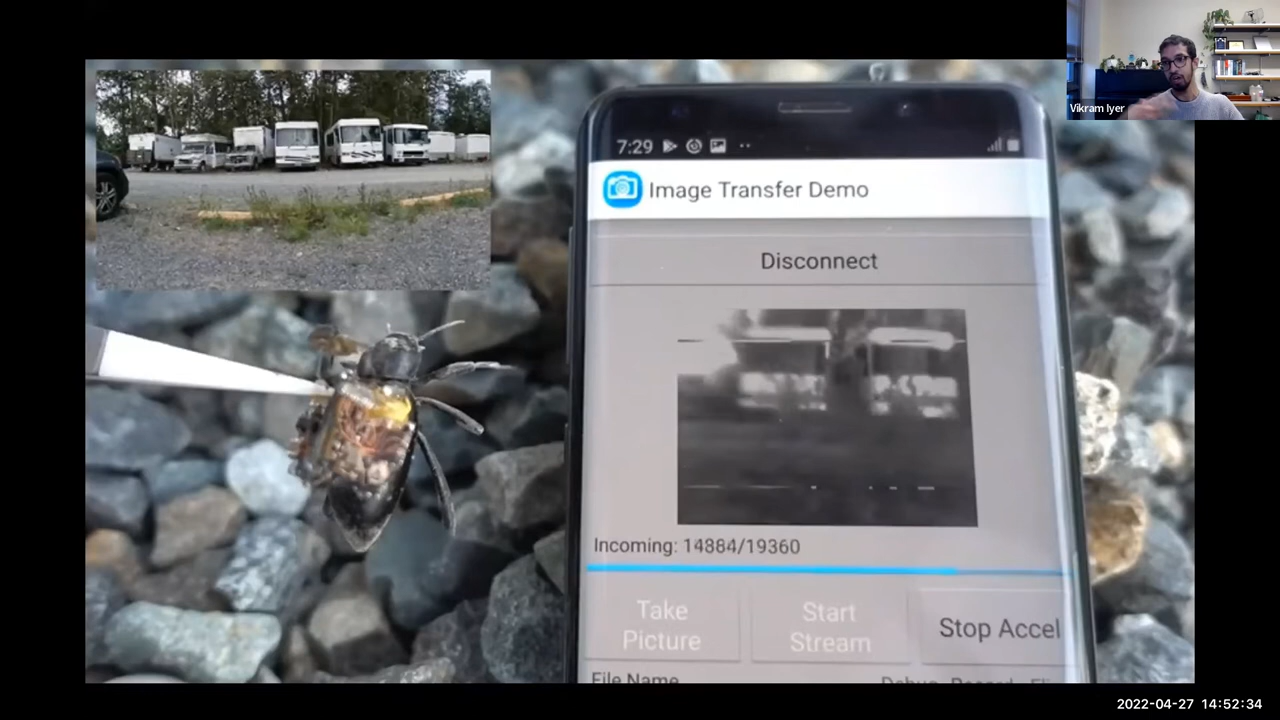 Vikram Iyer
7:29
Image Transfer Demo
Disconnect
Incoming: 14884/19360
Take
Picture
Start
Stream
Stop Accel
File Name
2022-04-27 14:52:34